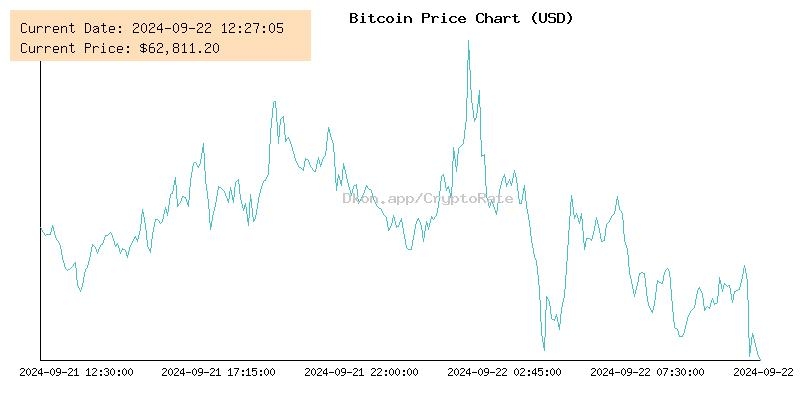 Bitcoin Price Chart (USD)
Current Date: 2024-09-22 12:27:05
Current Price: $62,811.20
Dkon.app/CryptoRate
2024-09-21 12:30:00 2024-09-21 17:15:00 2024-09-21 22:00:00 2024-09-22 02:45:00 2024-09-22 07:30:00 2024-09-22